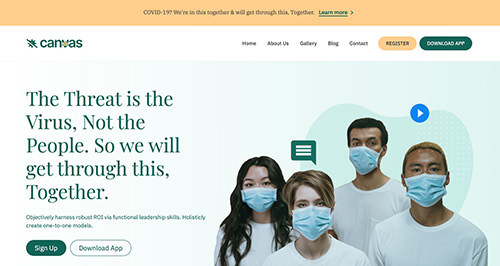 COVID-19? We're in this together & will get through this, Together. Learn more >
canvas
Home About Us Gallery Blog Contact REGISTER DOWNLOAD APP
The Threat is the
Virus, Not the
People. So we will
get through this,
Together.
Objectively harness robust ROI via functional leadership skills. Holisticly
create one-to-one models.
Sign Up Download App